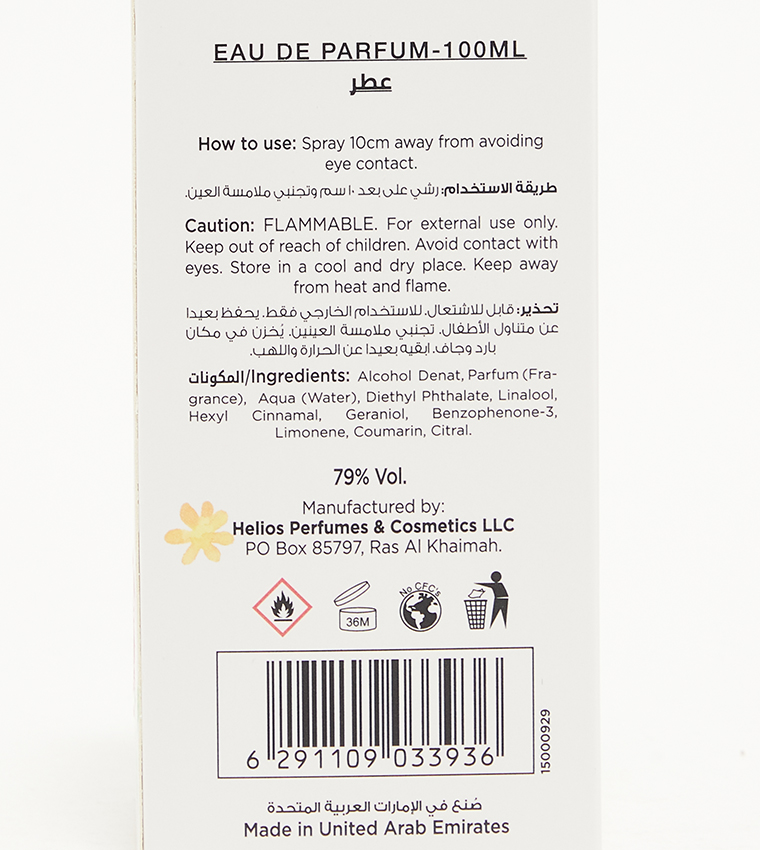 EAU DE PARFUM-100ML
عطر
How to use: Spray 10cm away from avoiding
eye contact.
طريقة الاستخدام: رشي على بعد ١٠ سم وتجنبي ملامسة العين.
Caution: FLAMMABLE. For external use only.
Keep out of reach of children. Avoid contact with
eyes. Store in a cool and dry place. Keep away
from heat and flame.
تحذير: قابل للاشتعال. للاستخدام الخارجي فقط. يحفظ بعيدا
عن متناول الأطفال. تجنبي ملامسة العينين. يُخزن في مكان
بارد وجاف. ابقيه بعيدا عن الحرارة واللهب.
المكونات/Ingredients: Alcohol Denat, Parfum (Fra-
grance), Aqua (Water), Diethyl Phthalate, Linalool,
Hexyl Cinnamal, Geraniol, Benzophenone-3,
Limonene, Coumarin, Citral.
79% Vol.
Manufactured by:
Helios Perfumes & Cosmetics LLC
PO Box 85797, Ras Al Khaimah.
No CFC's
36M
6 291109 033936
15000929
صُنع في الإمارات العربية المتحدة
Made in United Arab Emirates